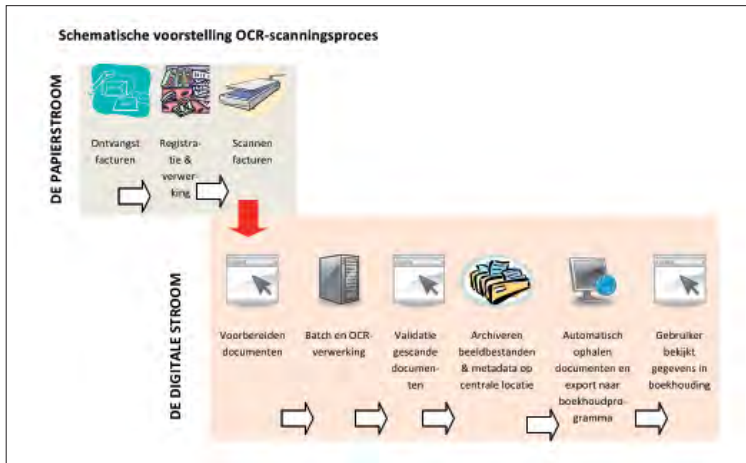 Schematische voorstelling OCR-scanningsproces
DE PAPIERSTROOM
Ontvangst
facturen
Registra-
tie &
verwer-
king
Scannen
facturen
DE DIGITALE STROOM
Voorbereiden
documenten
Batch en OCR-
verwerking
Validatie
gescande
documen-
ten
Archiveren
beeldbestanden
& metadata op
centrale locatie
Automatisch
ophalen
documenten en
export naar
boekhoudpro-
gramma
Gebruiker
bekijkt
gegevens in
boekhouding